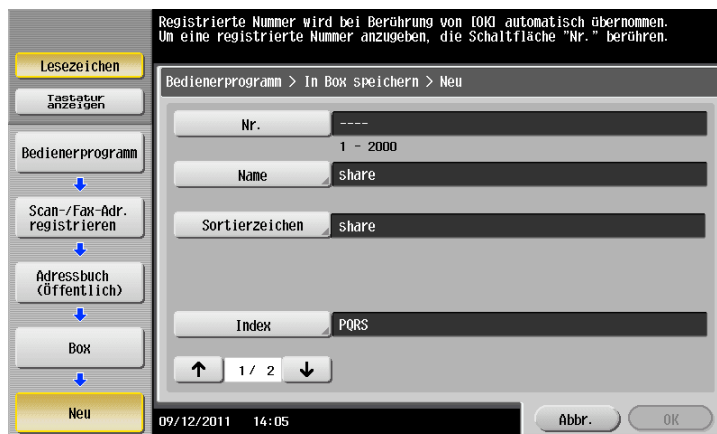 Registrierte Nummer wird bei Berührung von [OK] automatisch übernommen.
Um eine registrierte Nummer anzugeben, die Schaltfläche "Nr." berühren.
Lesezeichen
Tastatur
anzeigen
Bedienerprogramm
Scan-/Fax-Adr.
registrieren
Adressbuch
(Öffentlich)
Box
Neu
Bedienerprogramm > In Box speichern > Neu
Nr.
----
1 - 2000
Name
share
Sortierzeichen
share
Index
PQRS
↑ 1/ 2 ↓
09/12/2011 14:05
Abbr.
OK